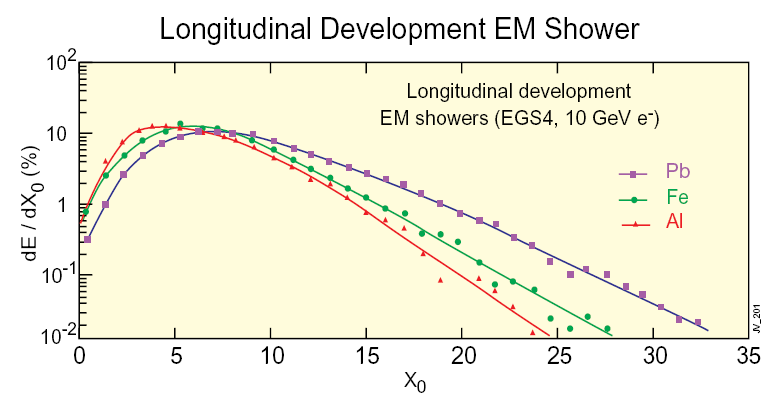 Longitudinal Development EM Shower
Longitudinal development
EM showers (EGS4, 10 GeV e-)
Pb
Fe
Al
dE / dX0 (%)
102
10
1
10-1
10-2
0 5 10 15 20 25 30 35
X0
JV_201